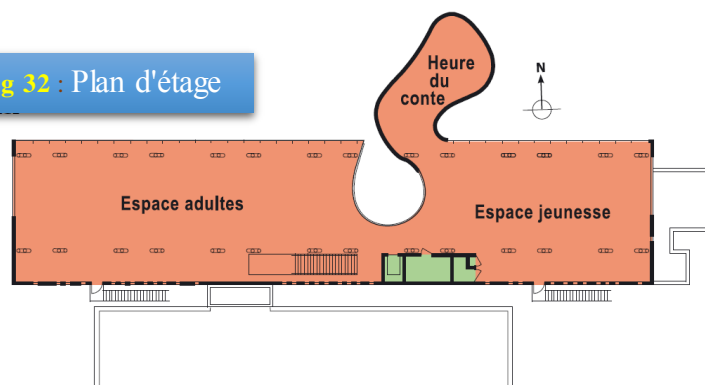 g 32 : Plan d'étage
Heure
du
conte
N
Espace adultes
Espace jeunesse